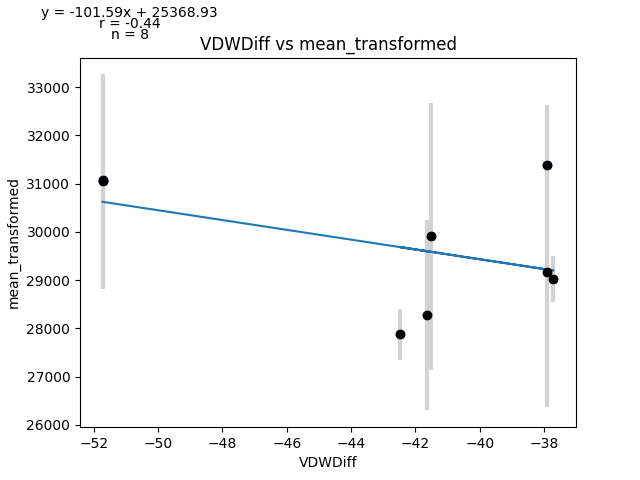 y = -101.59x + 25368.93
r = -0.44
n = 8
VDWDiff vs mean_transformed
33000
32000
31000
30000
29000
28000
27000
26000
mean_transformed
−52
−50
−48
−46
−44
−42
−40
−38
VDWDiff